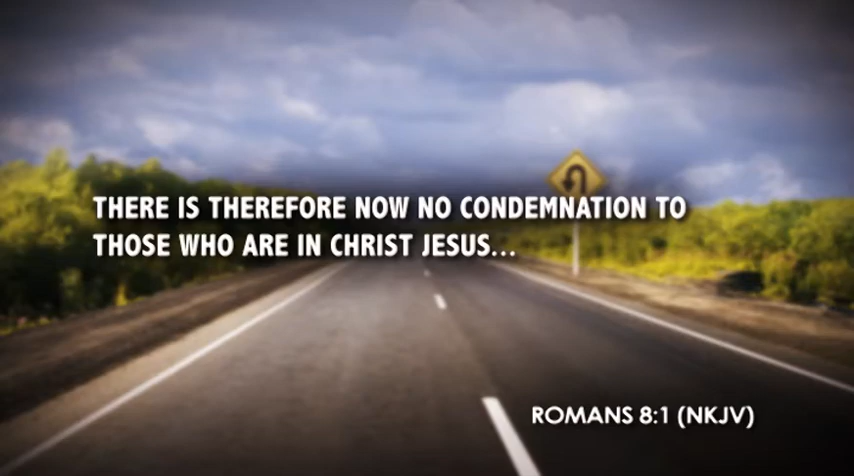 THERE IS THEREFORE NOW NO CONDEMNATION TO
THOSE WHO ARE IN CHRIST JESUS...
ROMANS 8:1 (NKJV)